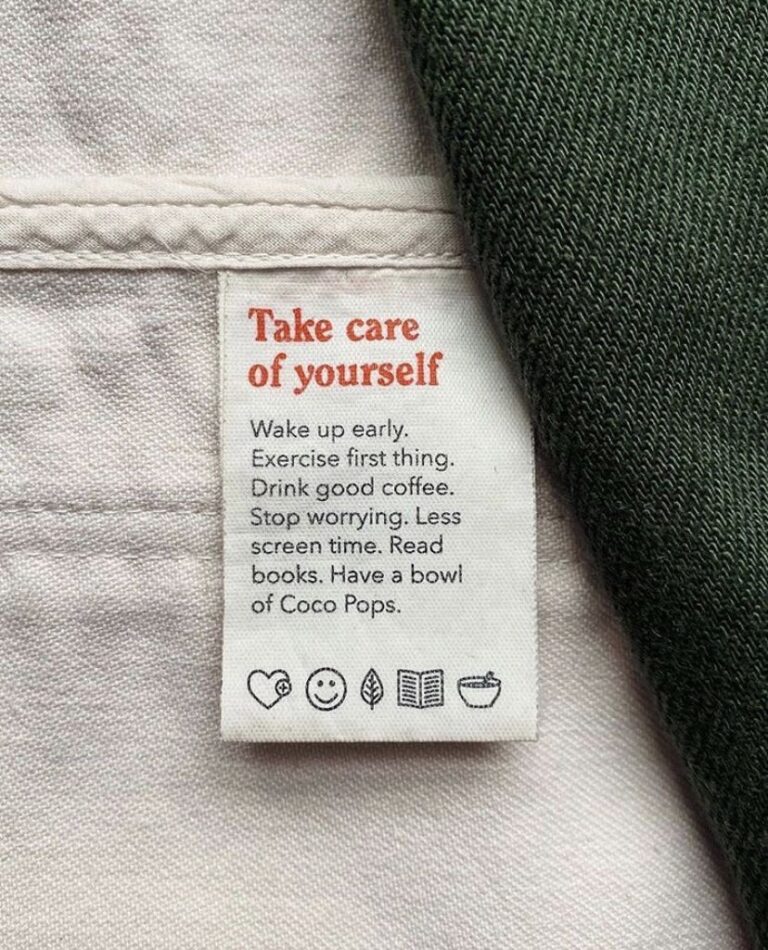 Take care
of yourself
Wake up early.
Exercise first thing.
Drink good coffee.
Stop worrying. Less
screen time. Read
books. Have a bowl
of Coco Pops.